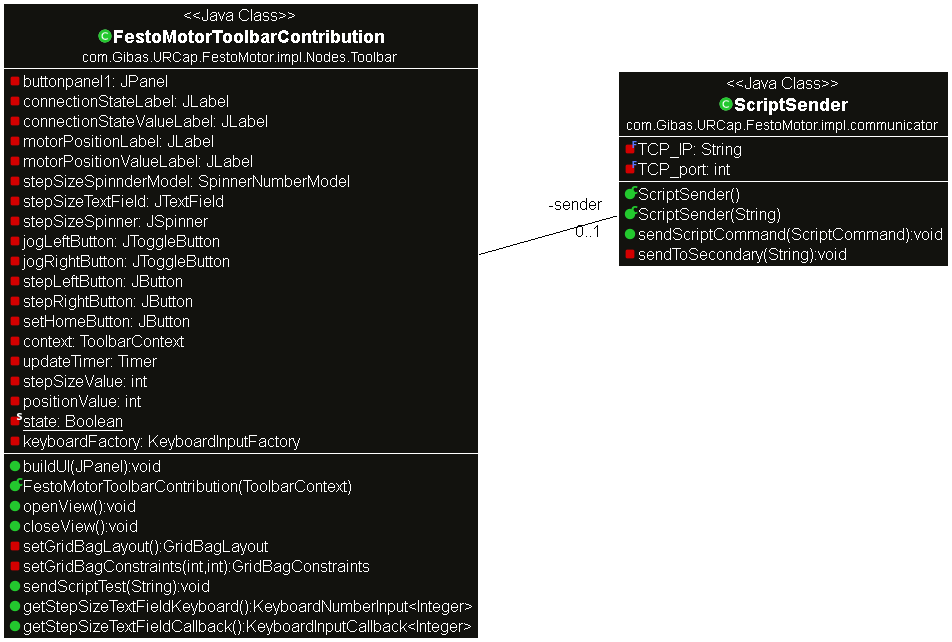 <<Java Class>>
FestoMotorToolbarContribution
com.Gibas.URCap.FestoMotor.impl.Nodes.Toolbar
buttonpanel1: JPanel
connectionStateLabel: JLabel
connectionStateValueLabel: JLabel
motorPositionLabel: JLabel
motorPositionValueLabel: JLabel
stepSizeSpinnderModel: SpinnerNumberModel
stepSizeTextField: JTextField
stepSizeSpinner: JSpinner
jogLeftButton: JToggleButton
jogRightButton: JToggleButton
stepLeftButton: JButton
stepRightButton: JButton
setHomeButton: JButton
context: ToolbarContext
updateTimer: Timer
stepSizeValue: int
positionValue: int
state: Boolean
keyboardFactory: KeyboardInputFactory
buildUI(JPanel):void
FestoMotorToolbarContribution(ToolbarContext)
openView():void
closeView():void
setGridBagLayout():GridBagLayout
setGridBagConstraints(int,int):GridBagConstraints
sendScriptTest(String):void
getStepSizeTextFieldKeyboard():KeyboardNumberInput<Integer>
getStepSizeTextFieldCallback():KeyboardInputCallback<Integer>
-sender
0..1
<<Java Class>>
ScriptSender
com.Gibas.URCap.FestoMotor.impl.communicator
TCP_IP: String
TCP_port: int
ScriptSender()
ScriptSender(String)
sendScriptCommand(ScriptCommand):void
sendToSecondary(String):void